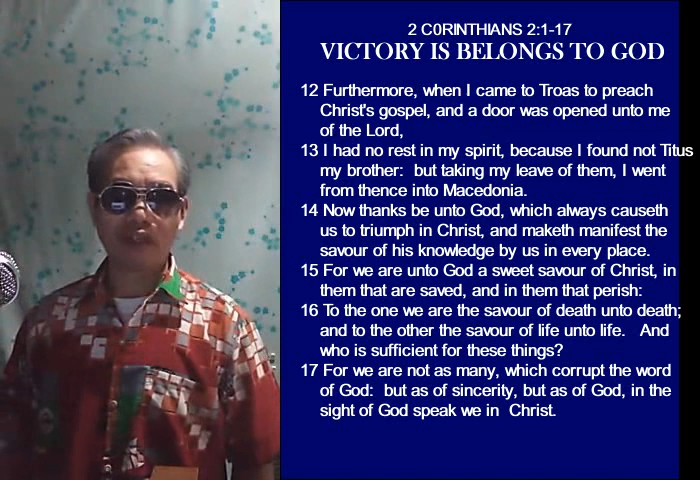 2 C0RINTHIANS 2:1-17
VICTORY IS BELONGS TO GOD
12 Furthermore, when I came to Troas to preach
Christ's gospel, and a door was opened unto me
of the Lord,
13 I had no rest in my spirit, because I found not Titus
my brother: but taking my leave of them, I went
from thence into Macedonia.
14 Now thanks be unto God, which always causeth
us to triumph in Christ, and maketh manifest the
savour of his knowledge by us in every place.
15 For we are unto God a sweet savour of Christ, in
them that are saved, and in them that perish:
16 To the one we are the savour of death unto death;
and to the other the savour of life unto life. And
who is sufficient for these things?
17 For we are not as many, which corrupt the word
of God: but as of sincerity, but as of God, in the
sight of God speak we in Christ.